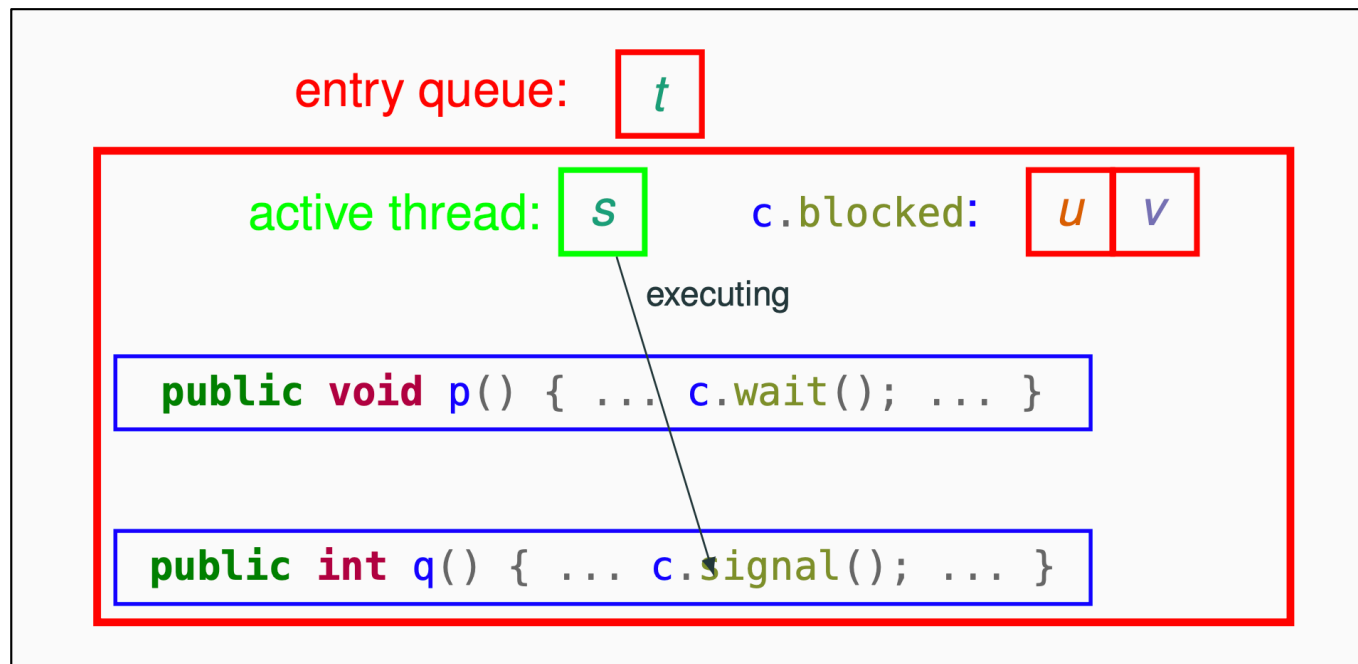 entry queue: t
active thread: s c.blocked: u v
executing
public void p() { ... c.wait(); ... }
public int q() { ... c.signal(); ... }